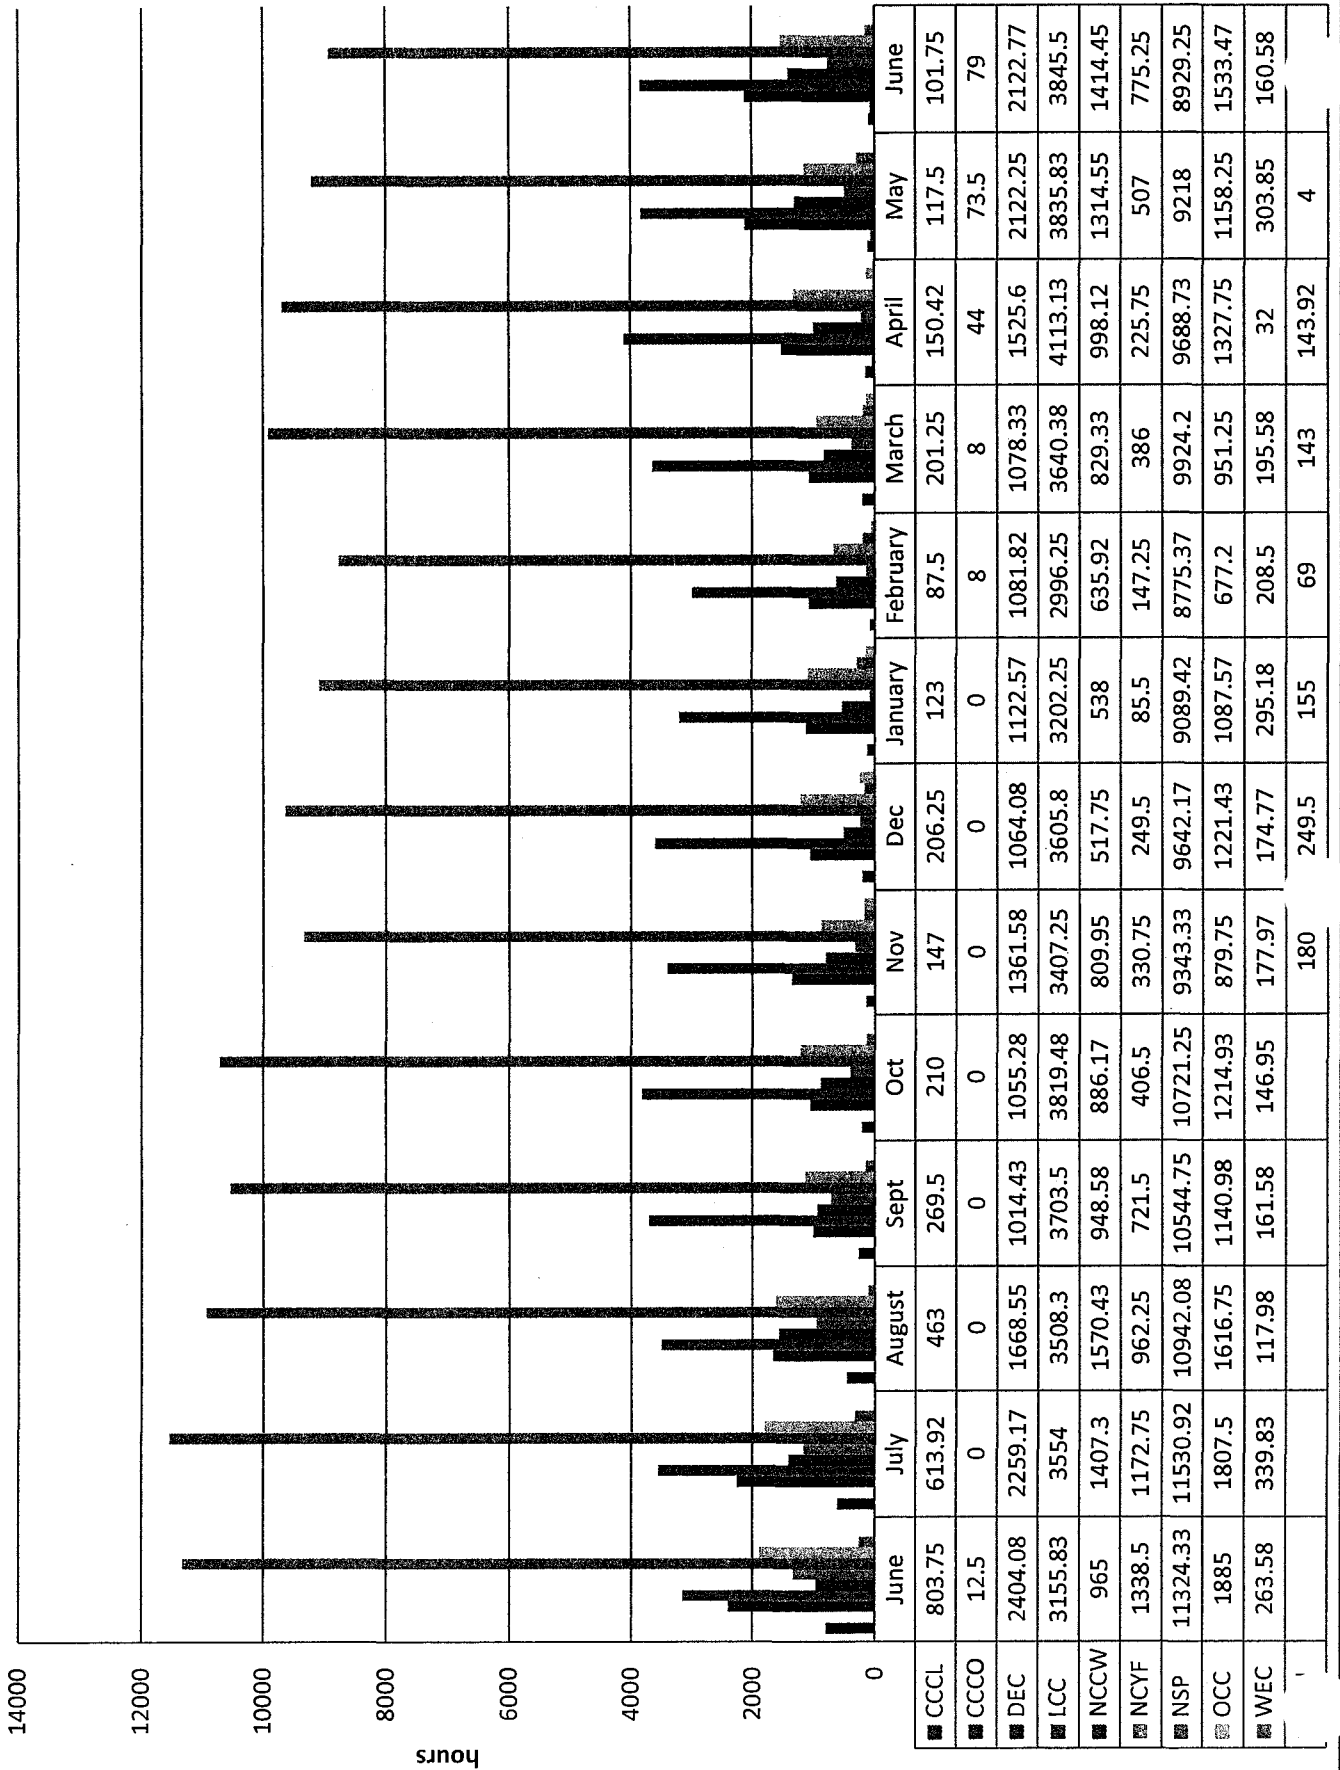 14000
12000
10000
8000
6000
4000
2000
0
hours
June July August Sept Oct Nov Dec January February March April May June
CCCL 803.75 613.92 463 269.5 210 147 206.25 123 87.5 201.25 150.42 117.5 101.75
CCCO 12.5 0 0 0 0 0 0 0 8 8 44 73.5 79
DEC 2404.08 2259.17 1668.55 1014.43 1055.28 1361.58 1064.08 1122.57 1081.82 1078.33 1525.6 2122.25 2122.77
LCC 3155.83 3554 3508.3 3703.5 3819.48 3407.25 3605.8 3202.25 2996.25 3640.38 4113.13 3835.83 3845.5
NCCW 965 1407.3 1570.43 948.58 886.17 809.95 517.75 538 635.92 829.33 998.12 1314.55 1414.45
NCYF 1338.5 1172.75 962.25 721.5 406.5 330.75 249.5 85.5 147.25 386 225.75 507 775.25
NSP 11324.33 11530.92 10942.08 10544.75 10721.25 9343.33 9642.17 9089.42 8775.37 9924.2 9688.73 9218 8929.25
OCC 1885 1807.5 1616.75 1140.98 1214.93 879.75 1221.43 1087.57 677.2 951.25 1327.75 1158.25 1533.47
WEC 263.58 339.83 117.98 161.58 146.95 177.97 174.77 295.18 208.5 195.58 32 303.85 160.58
180 249.5 155 69 143 143.92 4